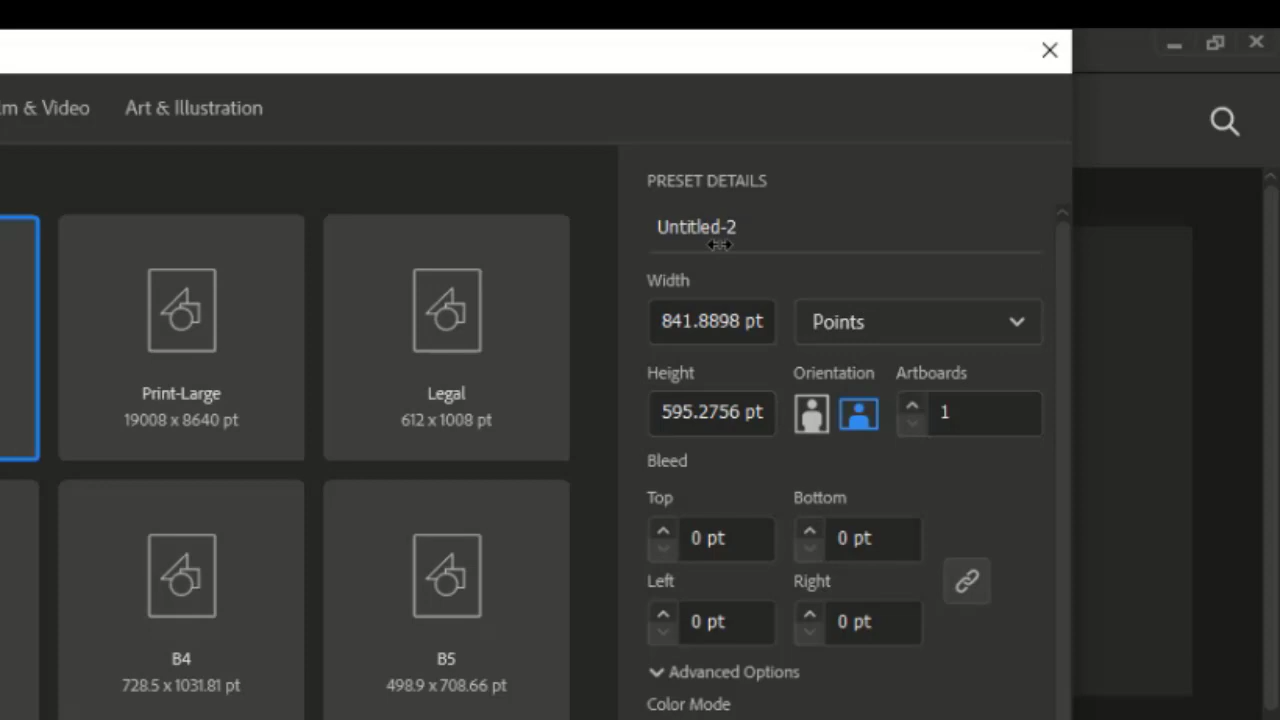 lm & Video
Art & Illustration
PRESET DETAILS
Untitled-2
Width
841.8898 pt
Points
Height
Orientation
Artboards
595.2756 pt
1
Bleed
Top
Bottom
0 pt
0 pt
Left
Right
0 pt
0 pt
Advanced Options
Color Mode
Print-Large
19008 x 8640 pt
Legal
612 x 1008 pt
B4
728.5 x 1031.81 pt
B5
498.9 x 708.66 pt